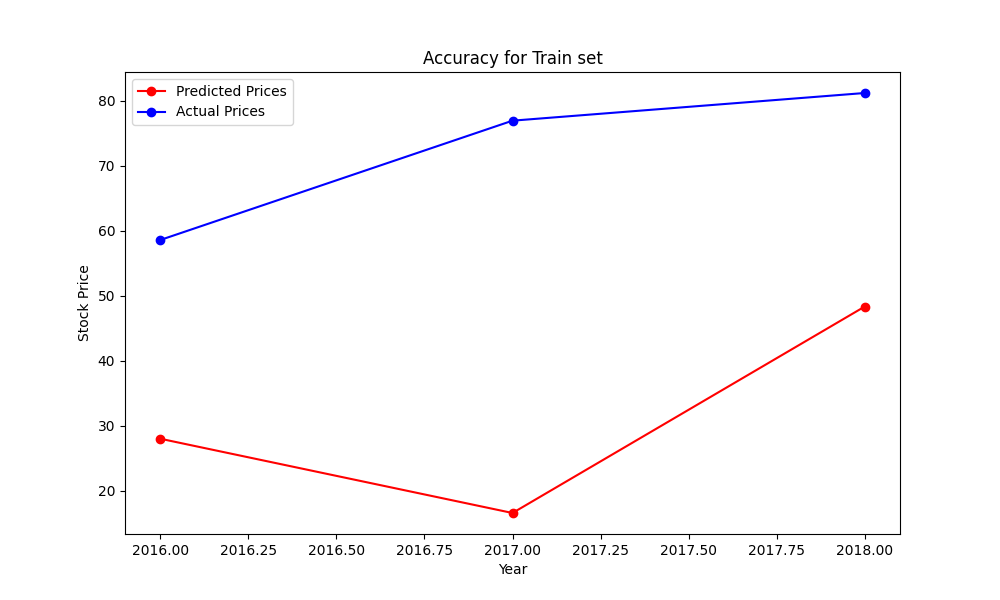 Accuracy for Train set
Predicted Prices
Actual Prices
80
70
60
50
40
30
20
Stock Price
2016.00 2016.25 2016.50 2016.75 2017.00 2017.25 2017.50 2017.75 2018.00
Year